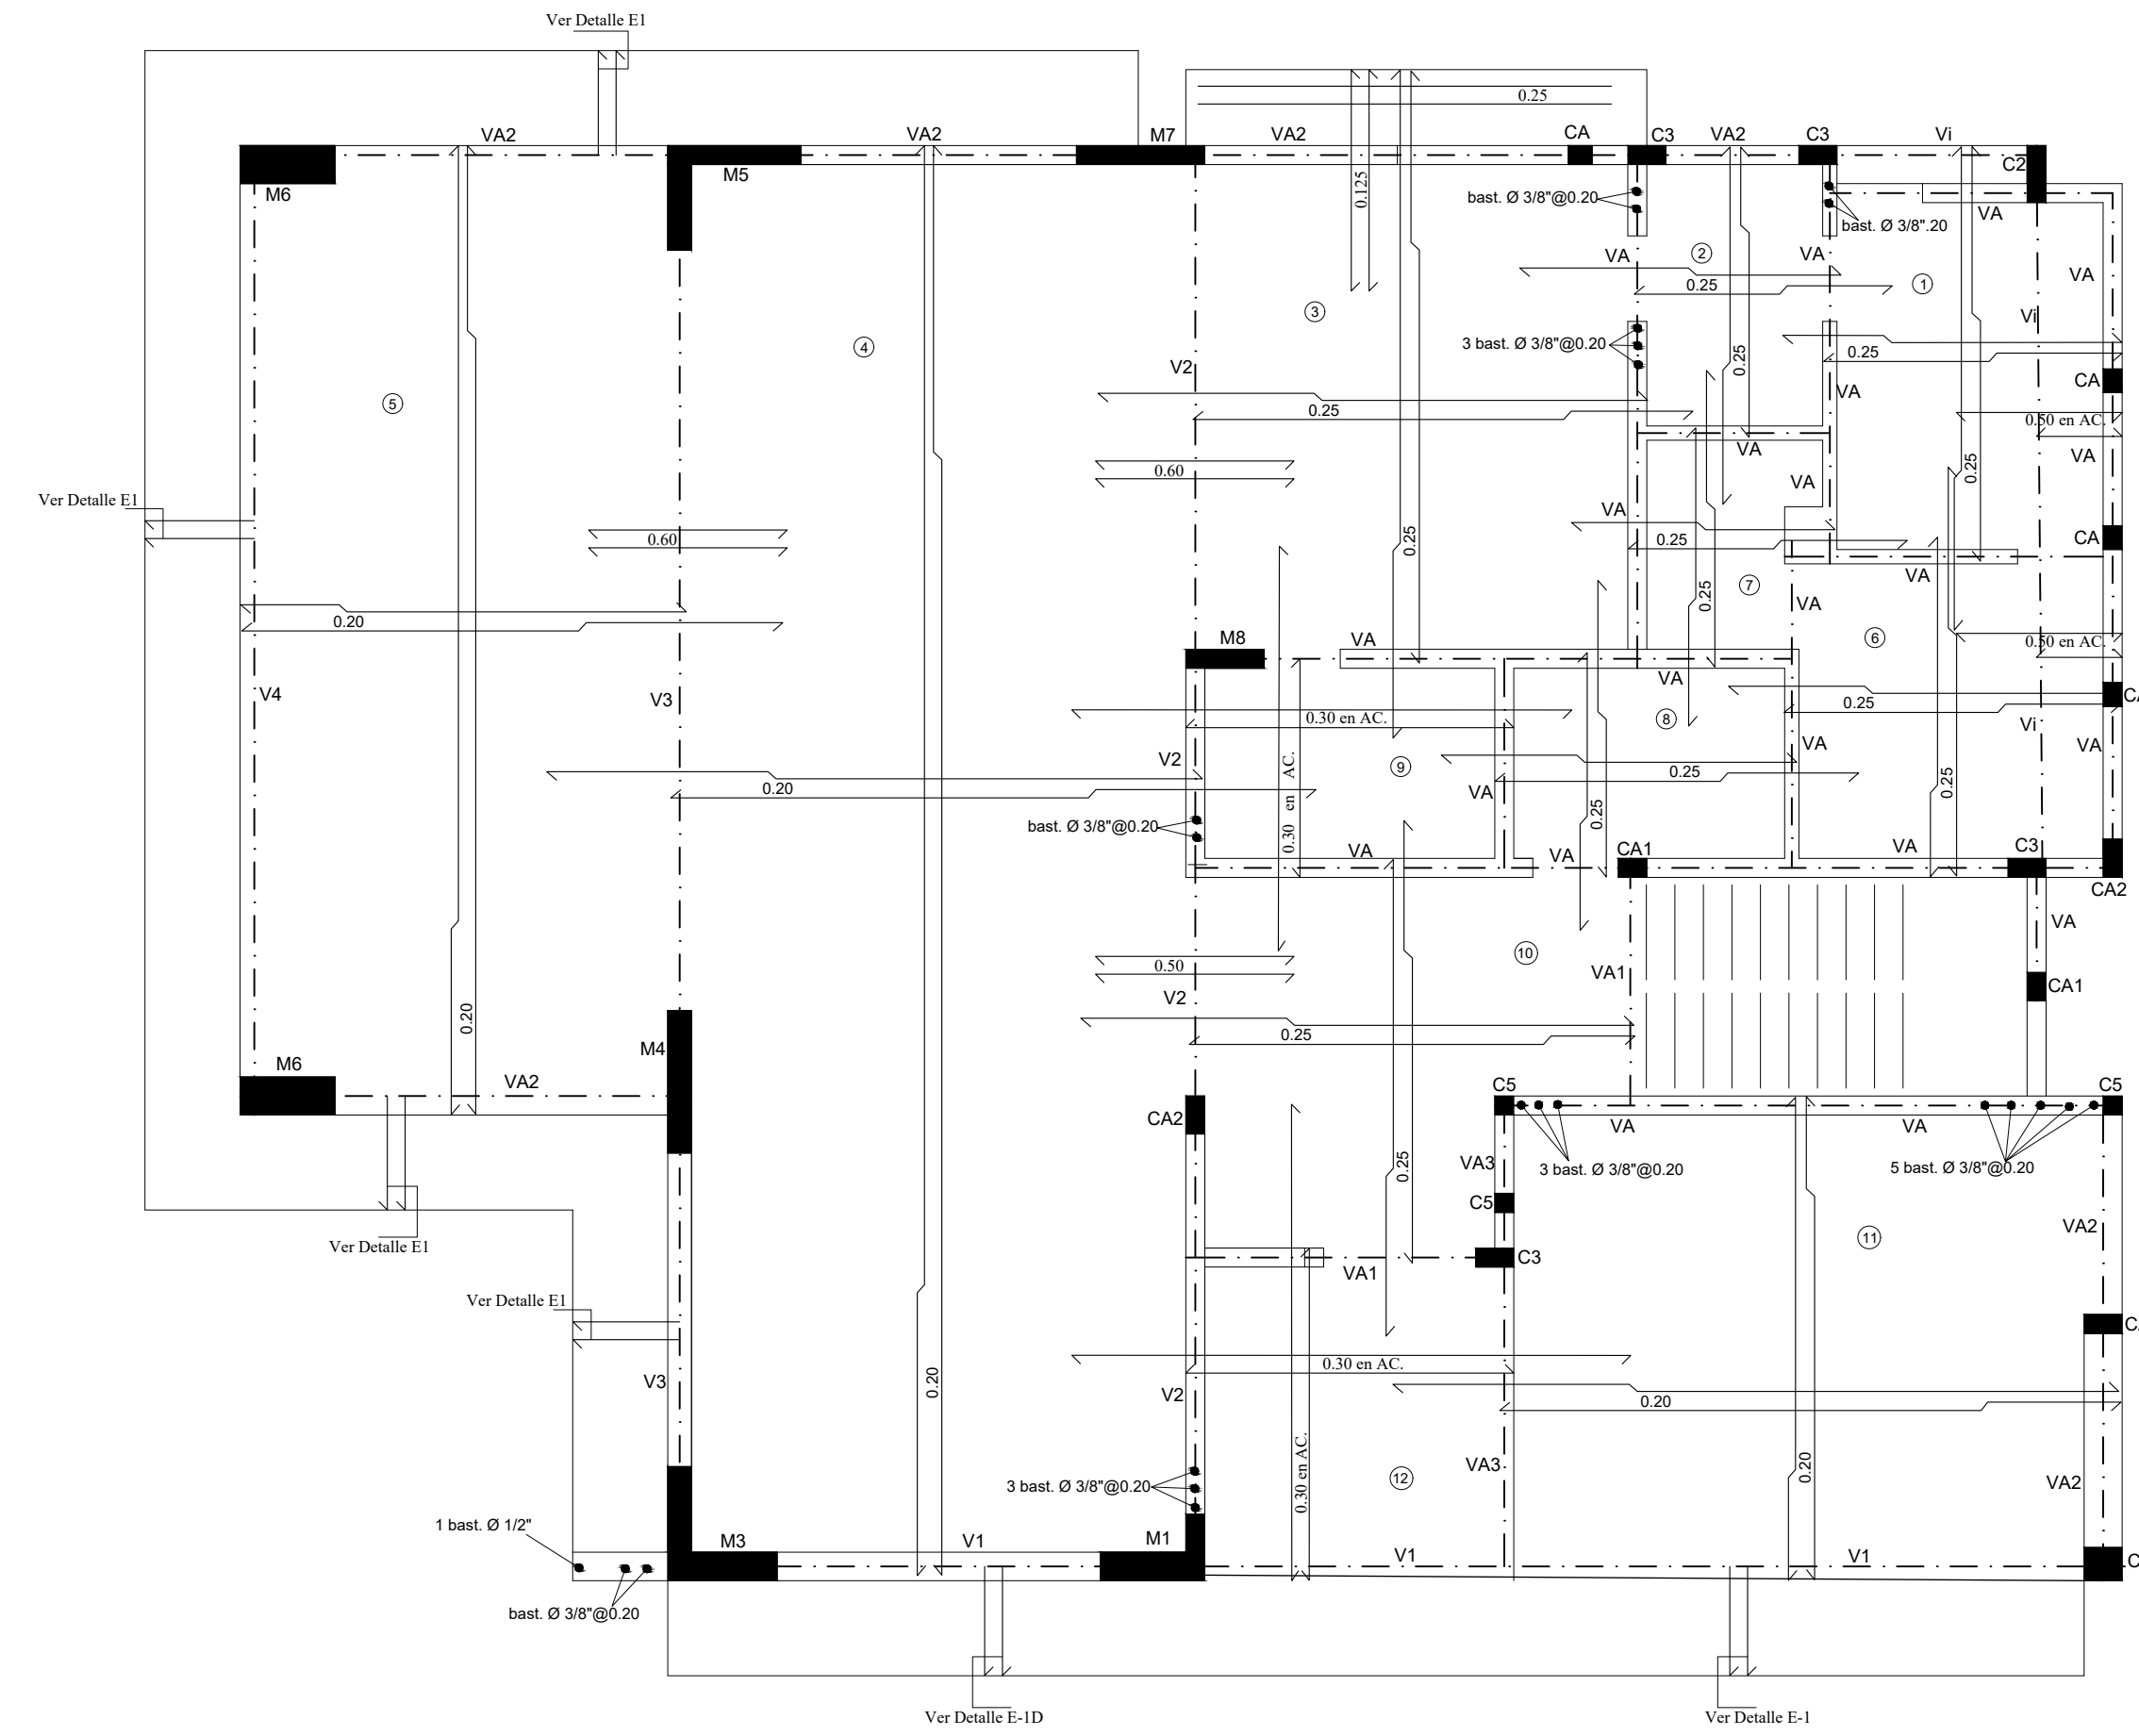 Ver Detalle E1
0.25
VA2
VA2
M7
VA2
CA
C3
VA2
C3
Vi
M6
M5
C2
0.125
bast. Ø 3/8"@0.20
VA
bast. Ø 3/8".20
VA
2
VA
VA
0.25
0.25
1
3
Vi
3 bast. Ø 3/8"@0.20
4
0.25
0.25
V2
CA
VA
5
0.25
0.50 en AC.
VA
VA
0.60
0.25
VA
Ver Detalle E1
VA
0.60
0.25
0.25
CA
VA
0.25
7
VA
0.20
M8
VA
6
0.50 en AC.
V4
V3
VA
0.30 en AC.
8
0.25
Vi
V2
9
VA
VA
0.25
0.20
VA
0.30 en AC.
0.25
0.25
bast. Ø 3/8"@0.20
VA
VA
CA1
VA
C3
CA2
VA
10
0.50
VA1
CA1
V2
0.20
0.25
M4
M6
VA2
C5
C5
CA2
VA
VA
VA3
3 bast. Ø 3/8"@0.20
5 bast. Ø 3/8"@0.20
0.25
C5
VA2
11
Ver Detalle E1
C3
VA1
Ver Detalle E1
0.30 en AC.
V3
0.20
V2
0.20
VA3
0.20
12
0.30 en AC.
VA2
3 bast. Ø 3/8"@0.20
1 bast. Ø 1/2"
M3
V1
M1
V1
V1
bast. Ø 3/8"@0.20
Ver Detalle E-1D
Ver Detalle E-1